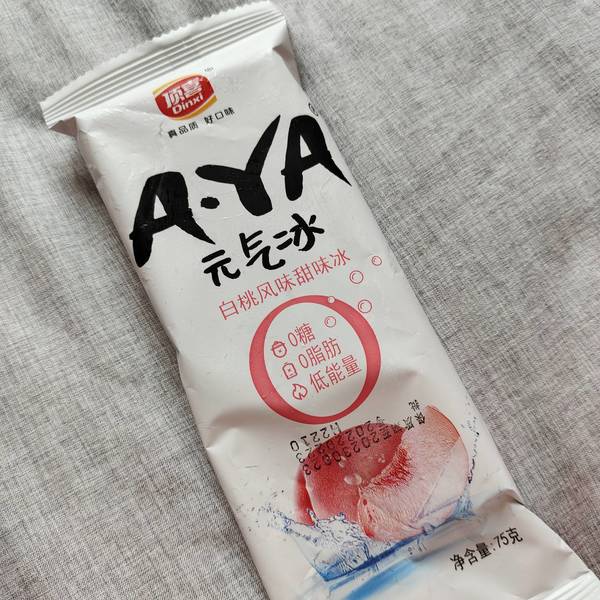 顶喜
Dinxi
真品质 好口味
A·YA
元气冰
白桃风味甜味冰
0糖
0脂肪
低能量
净含量:75克